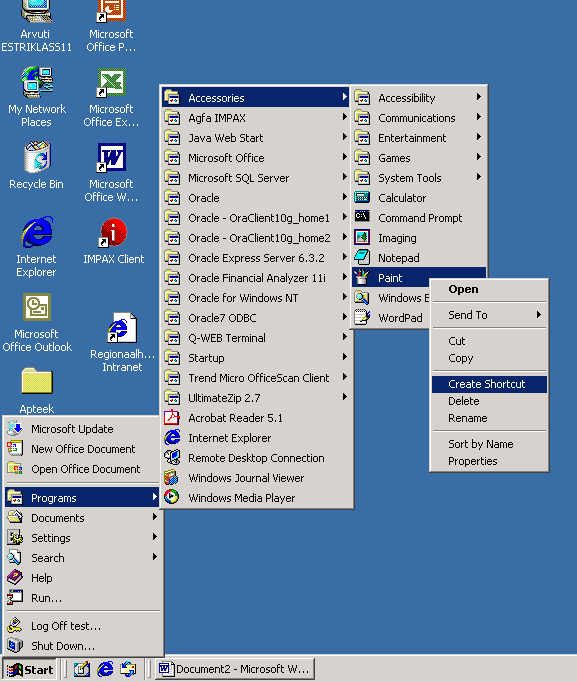 Arvuti
ESTRIKLASS11
Microsoft
Office P...
My Network
Places
Microsoft
Office Ex...
Recycle Bin
Microsoft
Office W...
Internet
Explorer
IMPAX Client
Microsoft
Office Outlook
Regionaalh...
Intranet
Apteek
Microsoft Update
New Office Document
Open Office Document
Programs
Documents
Settings
Search
Help
Run...
Log Off test...
Shut Down...
Accessories
Agfa IMPAX
Java Web Start
Microsoft Office
Microsoft SQL Server
Oracle
Oracle - OraClient10g_home1
Oracle - OraClient10g_home2
Oracle Express Server 6.3.2
Oracle Financial Analyzer 11i
Oracle for Windows NT
Oracle7 ODBC
Q-WEB Terminal
Startup
Trend Micro OfficeScan Client
UltimateZip 2.7
Acrobat Reader 5.1
Internet Explorer
Remote Desktop Connection
Windows Journal Viewer
Windows Media Player
Accessibility
Communications
Entertainment
Games
System Tools
Calculator
Command Prompt
Imaging
Notepad
Paint
Windows E
WordPad
Open
Send To
Cut
Copy
Create Shortcut
Delete
Rename
Sort by Name
Properties
Start
Document2 - Microsoft W...